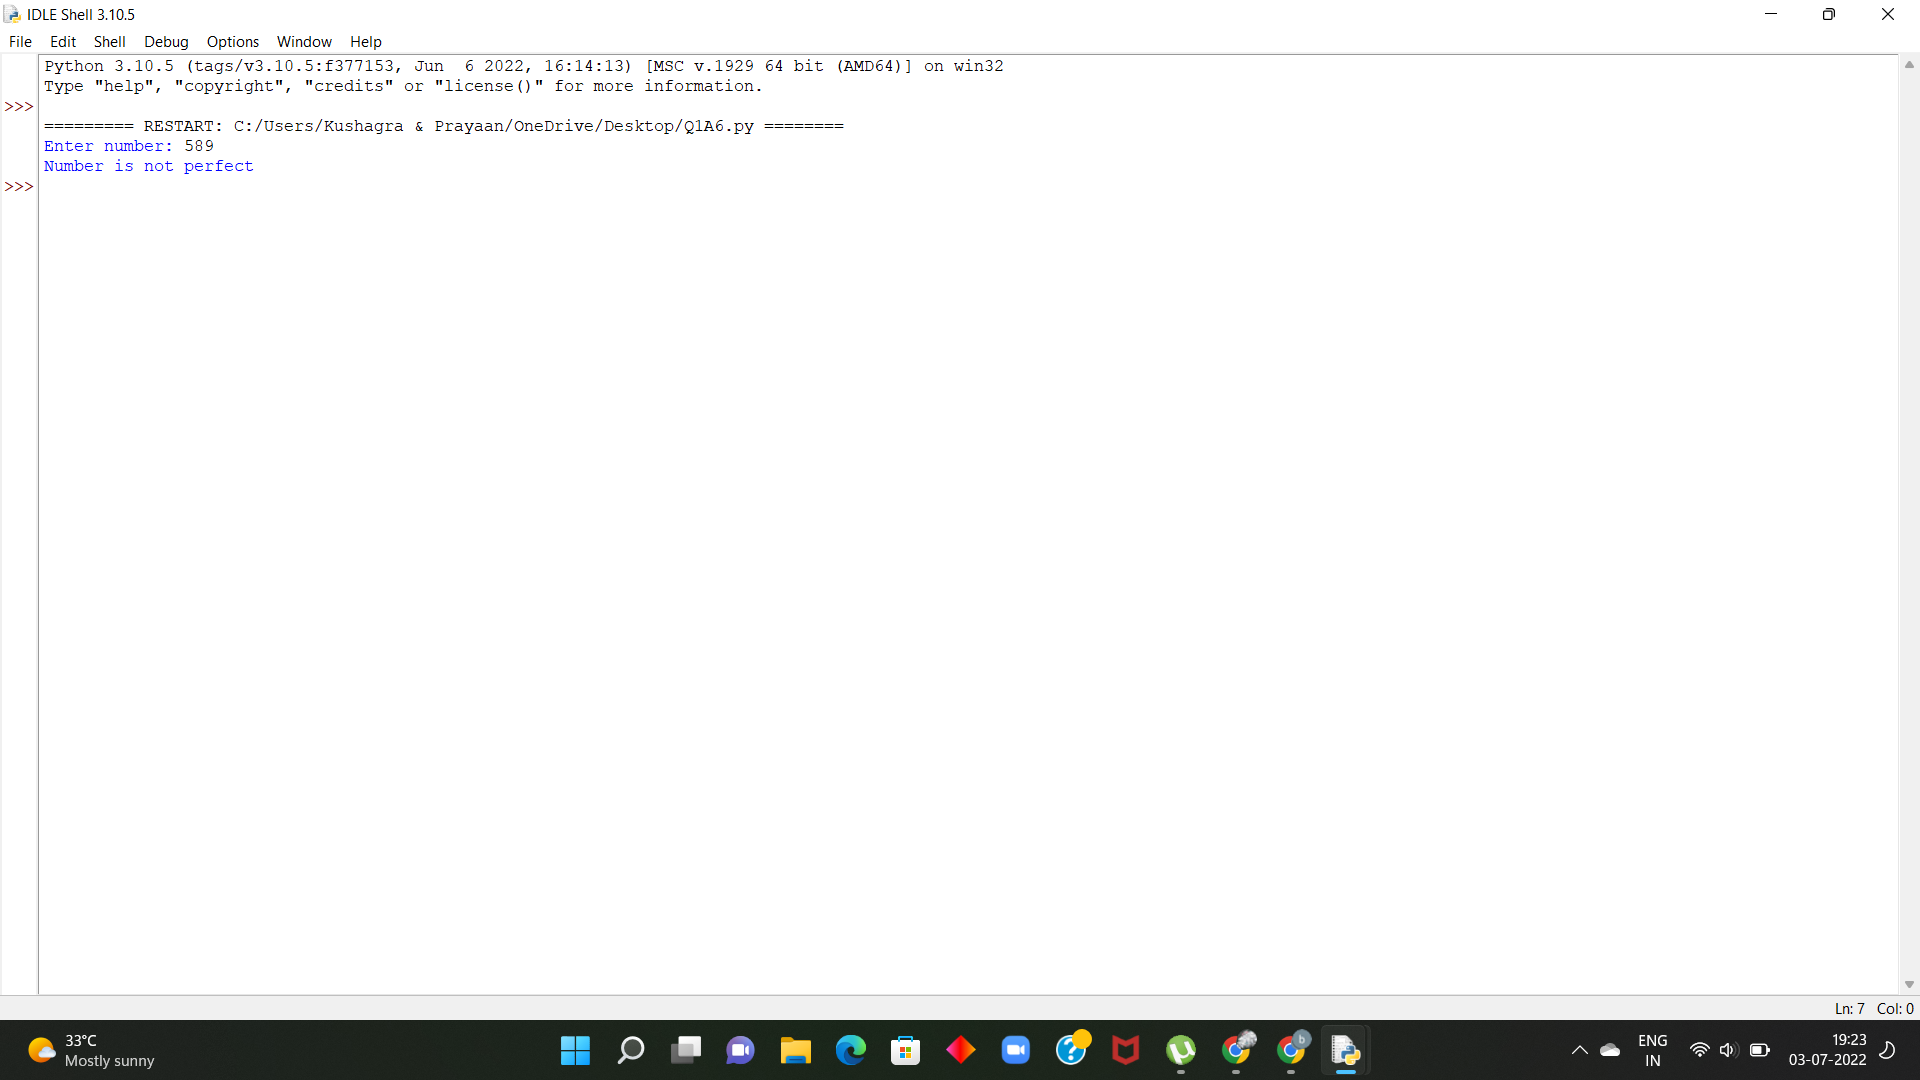 IDLE Shell 3.10.5
File Edit Shell Debug Options Window Help
Python 3.10.5 (tags/v3.10.5:f377153, Jun  6 2022, 16:14:13) [MSC v.1929 64 bit (AMD64)] on win32
Type "help", "copyright", "credits" or "license()" for more information.
>>>
========= RESTART: C:/Users/Kushagra & Prayaan/OneDrive/Desktop/Q1A6.py ========
Enter number: 589
Number is not perfect
>>>
Ln: 7 Col: 0
33°C
Mostly sunny
b
ENG
IN
19:23
03-07-2022